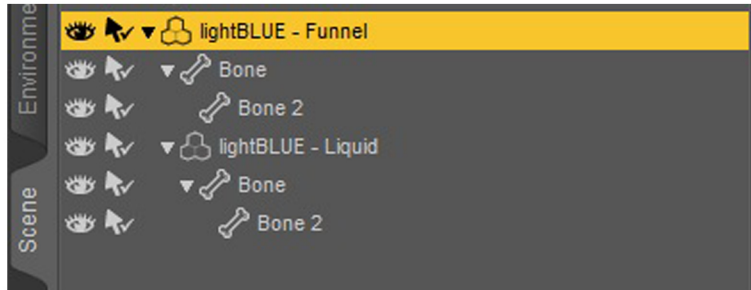 Environme
Scene
lightBLUE - Funnel
Bone
Bone 2
lightBLUE - Liquid
Bone
Bone 2